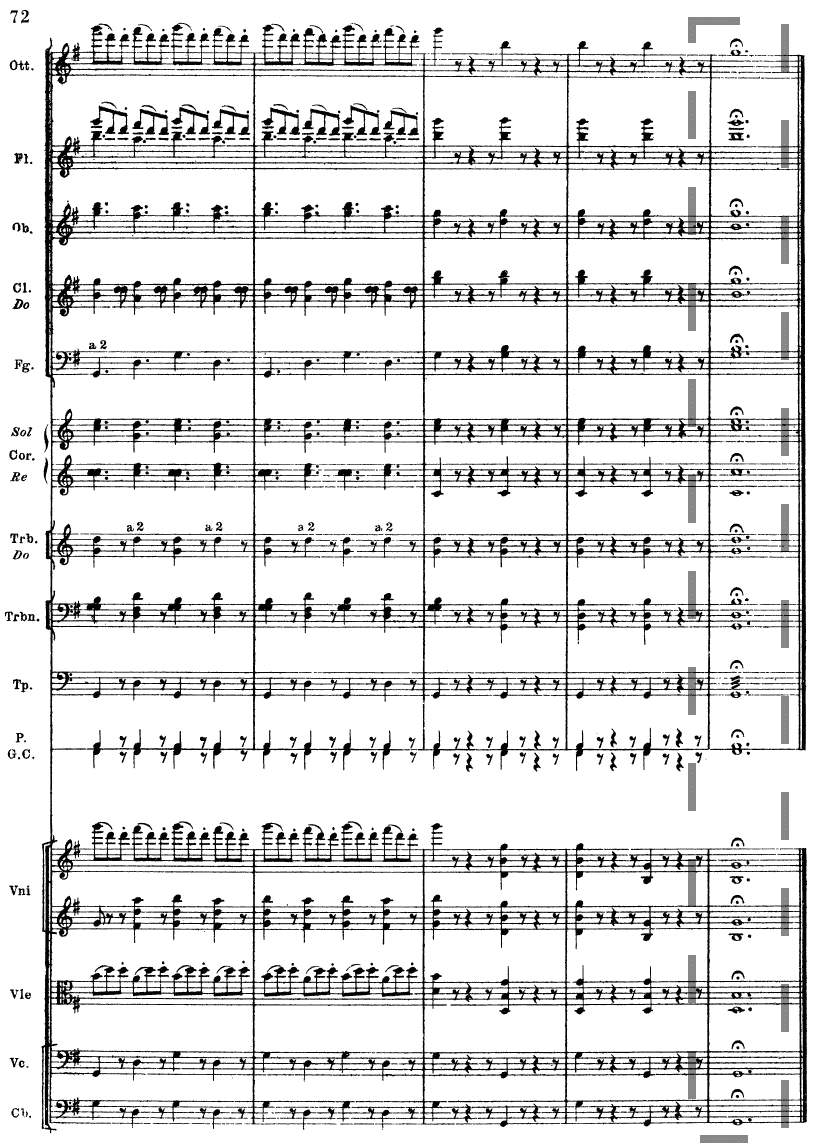 72
Ott.
Fl.
Ob.
Cl.
Do
a 2
Fg.
Sol
Cor.
Re
a 2 a 2 a 2 a 2
Trb.
Do
Trbn.
Tp.
P.
G.C.
Vni
Vle
Vc.
Cb.